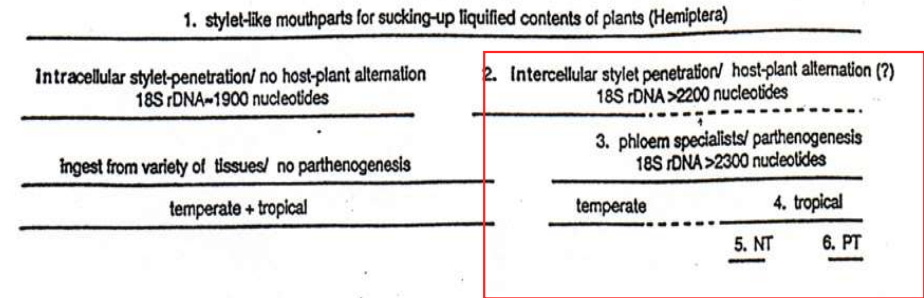 1. stylet-like mouthparts for sucking-up liquified contents of plants (Hemiptera)
Intracellular stylet-penetration/ no host-plant alternation
18S rDNA~1900 nucleotides
ingest from variety of tissues/ no parthenogenesis
temperate + tropical
2. Intercellular stylet penetration/ host-plant alternation (?)
18S rDNA >2200 nucleotides
3. phloem specialists/ parthenogenesis
18S rDNA >2300 nucleotides
temperate 4. tropical
5. NT 6. PT